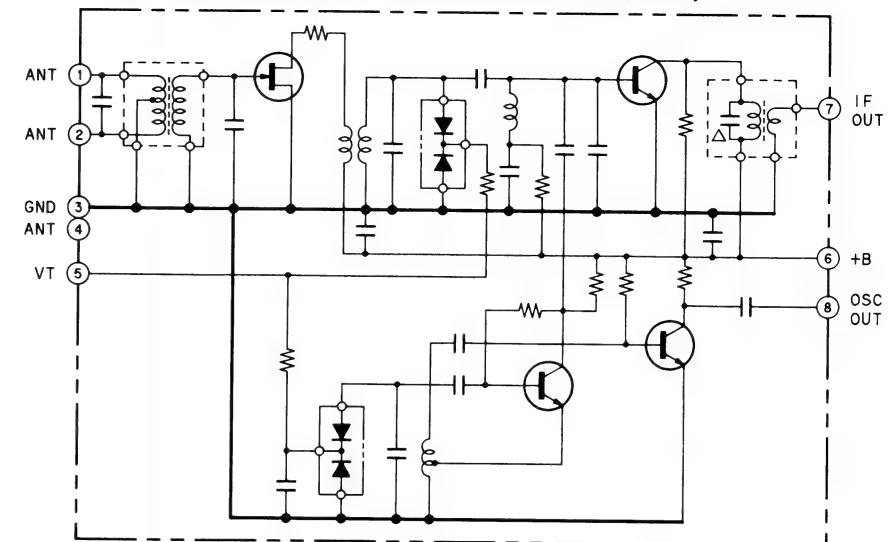 ANT 1
ANT 2
GND 3
ANT 4
VT 5
7 IF OUT
6 +B
8 OSC OUT